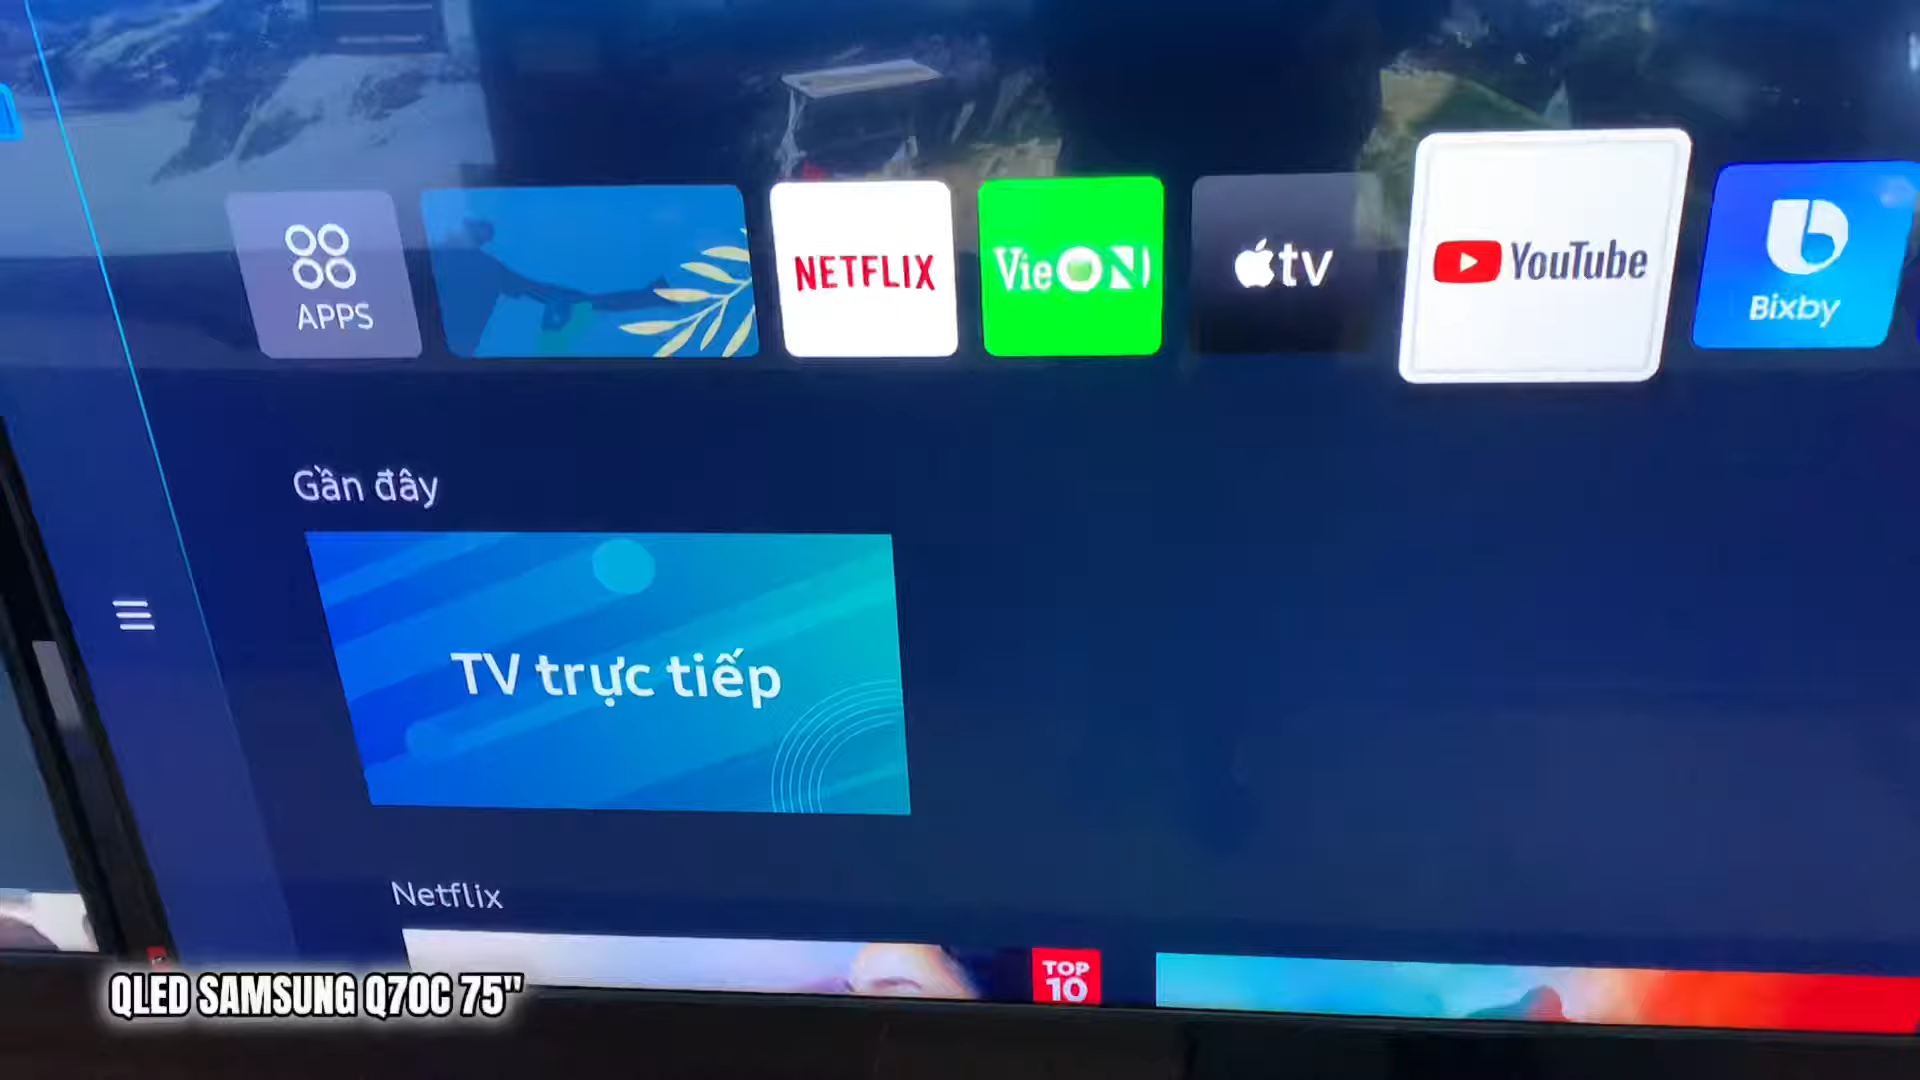 APPS
NETFLIX
VieON
tv
YouTube
Bixby
Gần đây
TV trực tiếp
Netflix
TOP
10
QLED SAMSUNG Q70C 75"